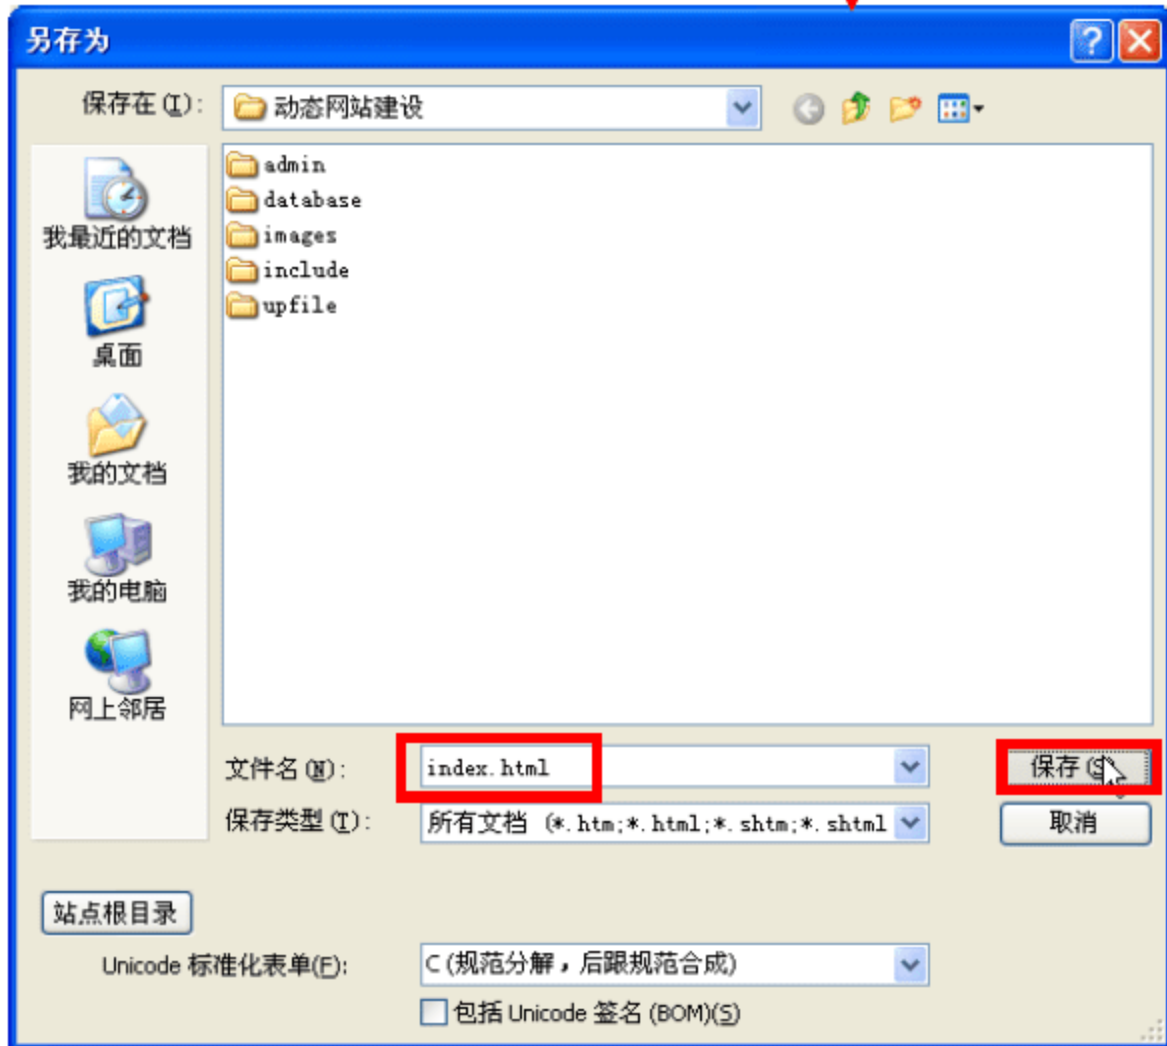 另存为
保存在(I):
动态网站建设
我最近的文档
桌面
我的文档
我的电脑
网上邻居
admin
database
images
include
upfile
文件名(N):
index.html
保存(S)
保存类型(T):
所有文档 (*.htm;*.html;*.shtm;*.shtml
取消
站点根目录
Unicode 标准化表单(F):
C (规范分解，后跟规范合成)
包括 Unicode 签名 (BOM)(S)